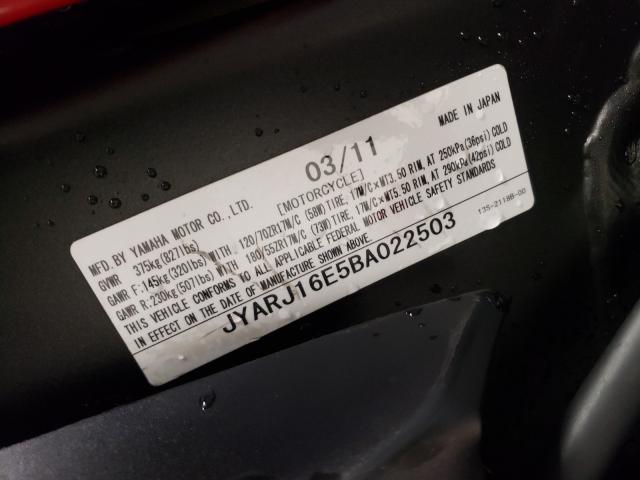 MFD.BY YAMAHA MOTOR CO.,LTD. 03/11 MADE IN JAPAN
GVWR 375kg(827lbs) [MOTORCYCLE]
GAWR F:145kg(320lbs)WITH 120/70ZR17M/C (58W)TIRE,17M/C×MT3.50 RIM,AT 250kPa(36psi)COLD
GAWR R:230kg(507lbs)WITH 180/55ZR17M/C (73W)TIRE,17M/C×MT5.50 RIM,AT 290kPa(42psi)COLD
THIS VEHICLE CONFORMS TO ALL APPLICABLE FEDERAL MOTOR VEHICLE SAFETY STANDARDS
IN EFFECT ON THE DATE OF MANUFACTURE SHOWN ABOVE. 13S-2118B-00
JYARJ16E5BA022503